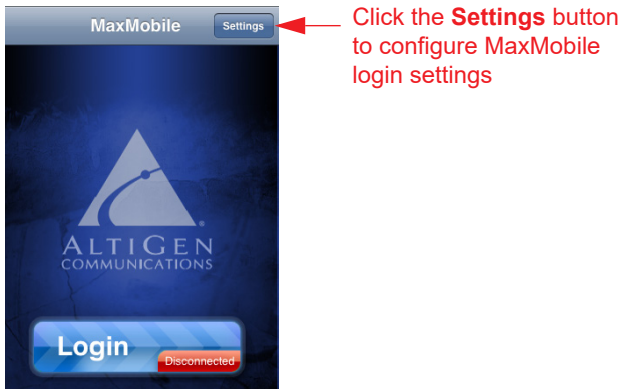 MaxMobile Settings
Click the Settings button
to configure MaxMobile
login settings
ALTIGEN
COMMUNICATIONS
Login
Disconnected